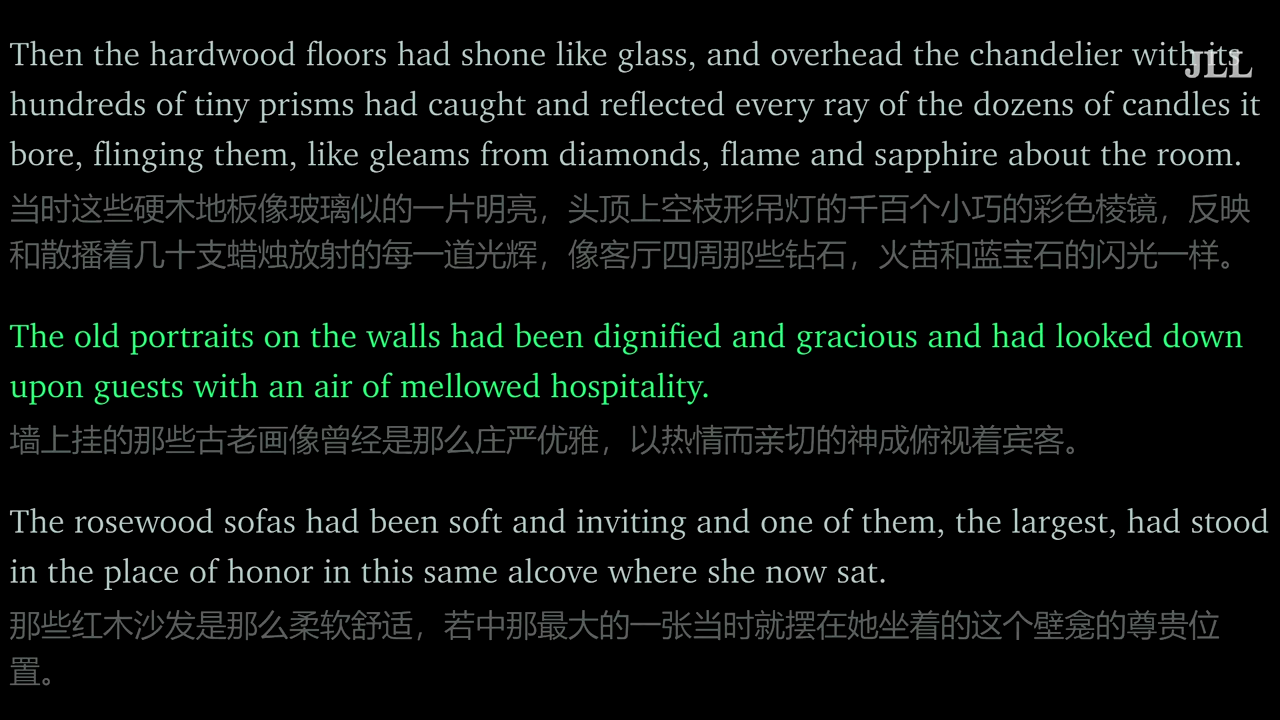 Then the hardwood floors had shone like glass, and overhead the chandelier with its
JLL
hundreds of tiny prisms had caught and reflected every ray of the dozens of candles it
bore, flinging them, like gleams from diamonds, flame and sapphire about the room.
当时这些硬木地板像玻璃似的一片明亮，头顶上空枝形吊灯的千百个小巧的彩色棱镜，反映
和散播着几十支蜡烛放射的每一道光辉，像客厅四周那些钻石，火苗和蓝宝石的闪光一样。
The old portraits on the walls had been dignified and gracious and had looked down
upon guests with an air of mellowed hospitality.
墙上挂的那些古老画像曾经是那么庄严优雅，以热情而亲切的神成俯视着宾客。
The rosewood sofas had been soft and inviting and one of them, the largest, had stood
in the place of honor in this same alcove where she now sat.
那些红木沙发是那么柔软舒适，若中那最大的一张当时就摆在她坐着的这个壁龛的尊贵位
置。